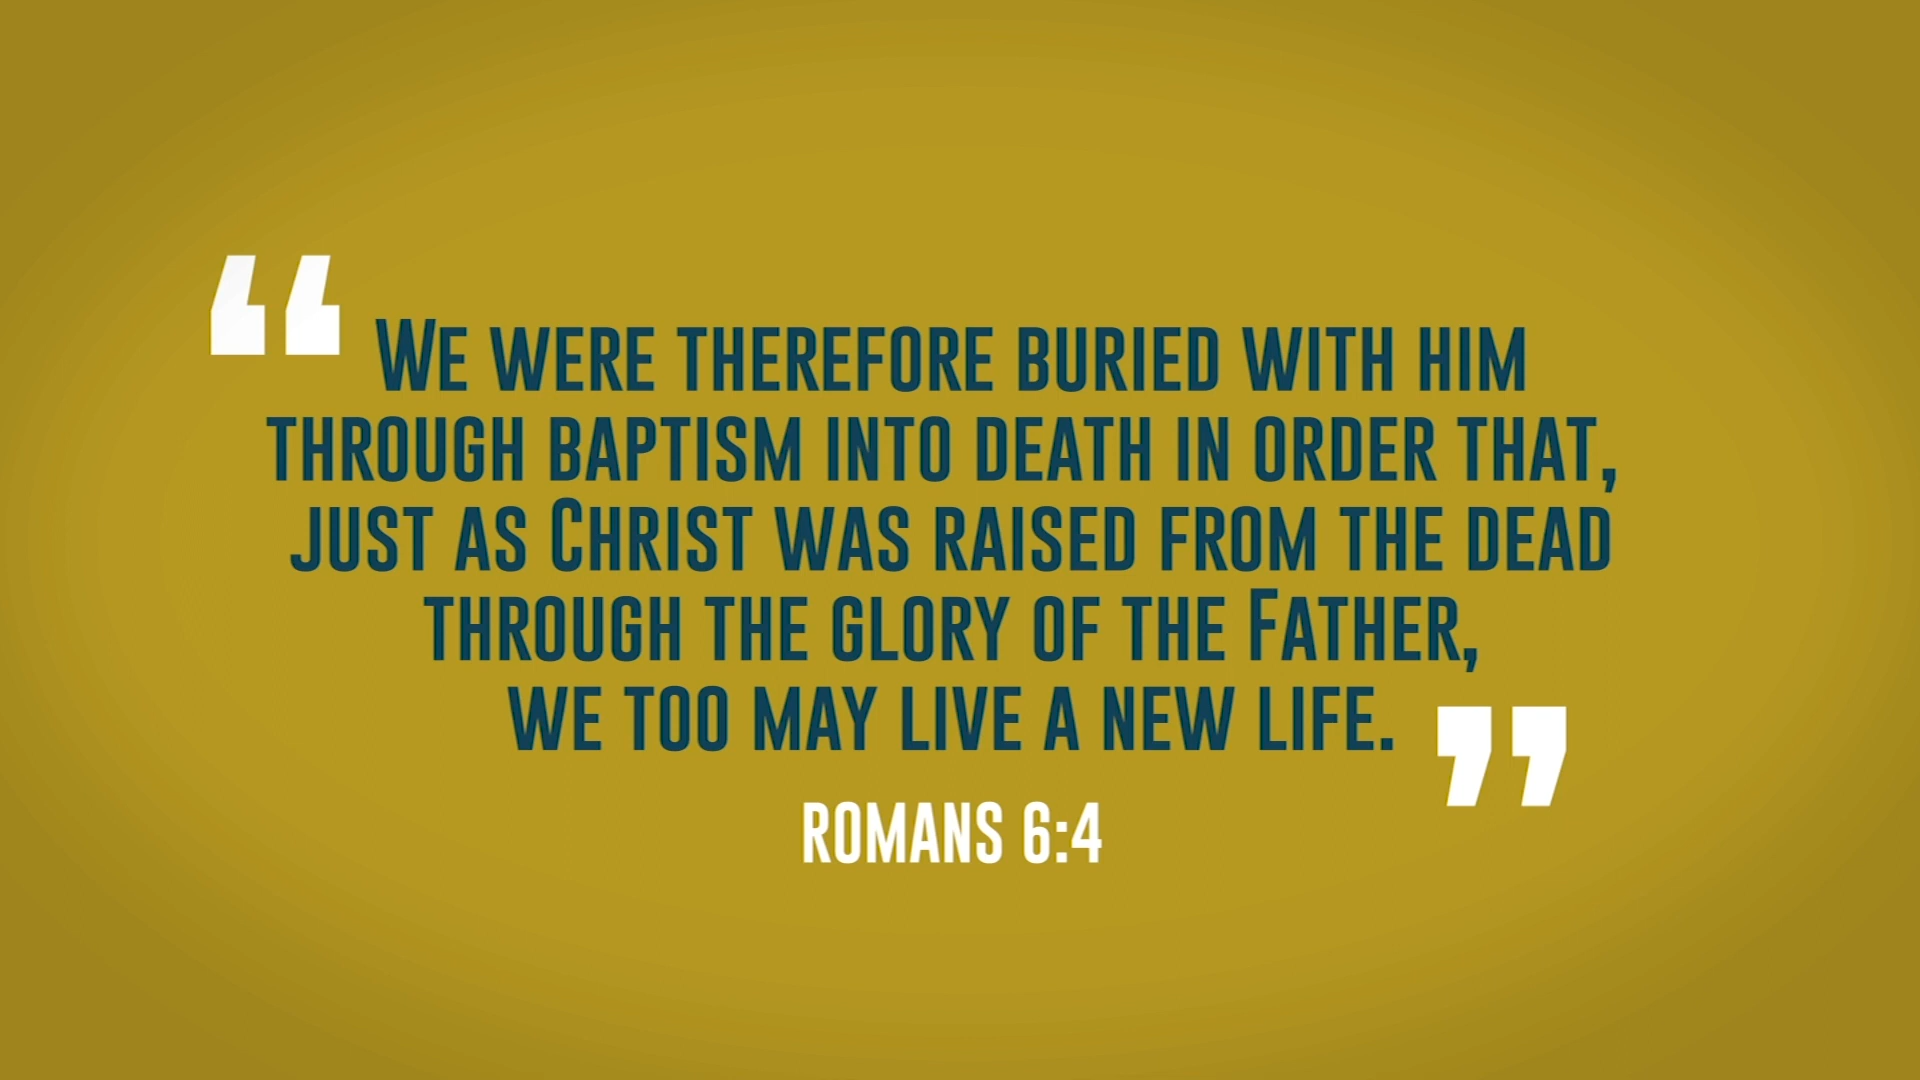 “We were therefore buried with him
through baptism into death in order that,
just as Christ was raised from the dead
through the glory of the Father,
we too may live a new life.”
ROMANS 6:4